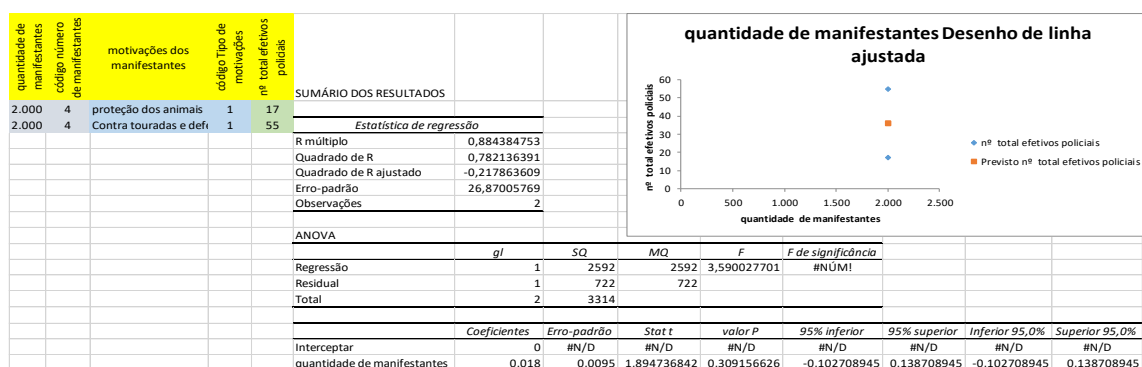 quantidade de manifestantes
código número de manifestantes
motivações dos manifestantes
código Tipo de motivações
nº total efetivos policiais
2.000 4 proteção dos animais 1 17
2.000 4 Contra touradas e defe 1 55
SUMÁRIO DOS RESULTADOS
Estatística de regressão
R múltiplo 0,884384753
Quadrado de R 0,782136391
Quadrado de R ajustado -0,217863609
Erro-padrão 26,87005769
Observações 2
quantidade de manifestantes Desenho de linha
ajustada
nº total efetivos policiais
60
50
40
30
20
10
0
0 500 1.000 1.500 2.000 2.500
quantidade de manifestantes
nº total efetivos policiais
Previsto nº total efetivos policiais
ANOVA
gl SQ MQ F F de significância
Regressão 1 2592 2592 3,590027701 #NÚM!
Residual 1 722 722
Total 2 3314
Coeficientes Erro-padrão Stat t valor P 95% inferior 95% superior Inferior 95,0% Superior 95,0%
Interceptar 0 #N/D #N/D #N/D #N/D #N/D #N/D #N/D
quantidade de manifestantes 0,018 0,0095 1,894736842 0,309156626 -0,102708945 0,138708945 -0,102708945 0,138708945